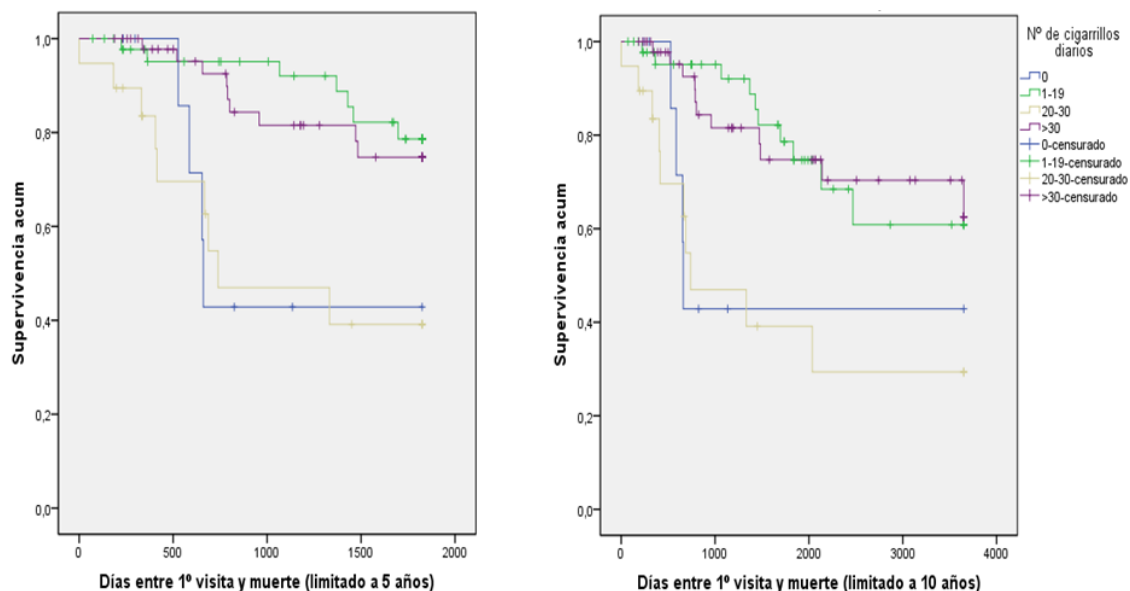 1,0
0,8
0,6
0,4
0,2
0,0
Supervivencia acum
0
500
1000
1500
2000
Días entre 1º visita y muerte (limitado a 5 años)
1,0
0,8
0,6
0,4
0,2
0,0
Supervivencia acum
0
1000
2000
3000
4000
Días entre 1º visita y muerte (limitado a 10 años)
Nº de cigarrillos
diarios
0
1-19
20-30
>30
0-censurado
1-19-censurado
20-30-censurado
>30-censurado